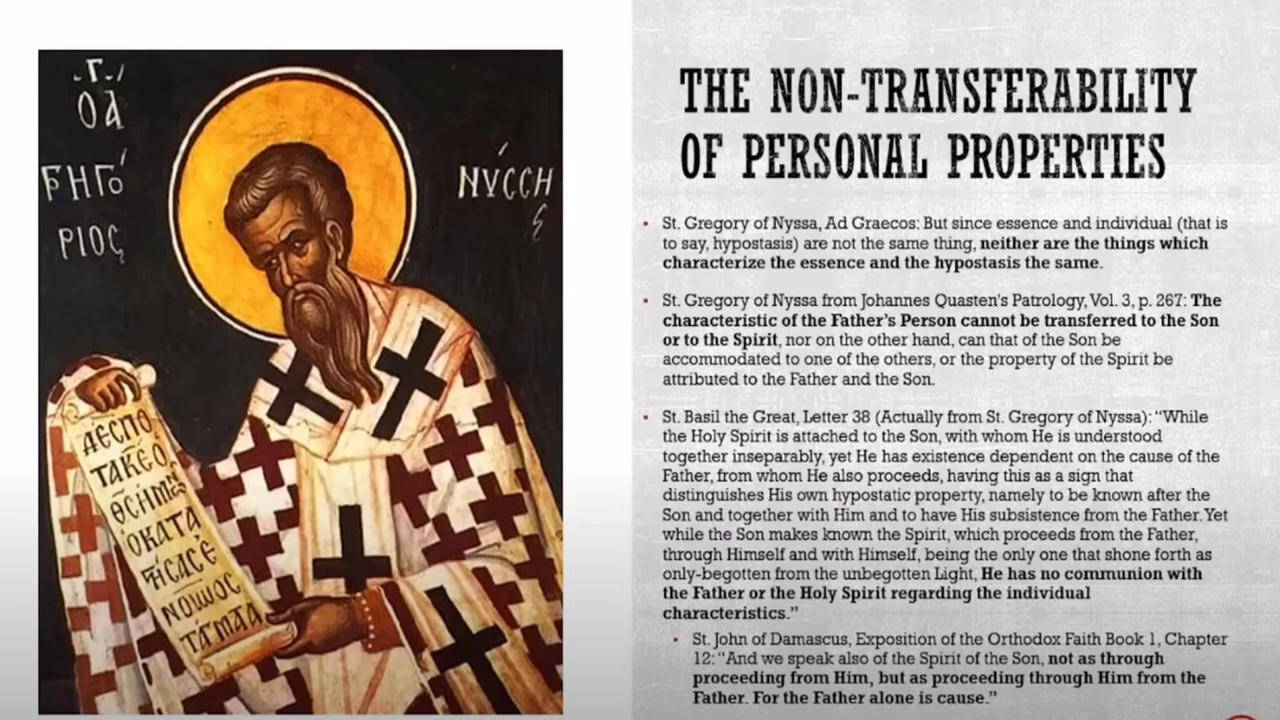 Γ
ΟἉ
ΓΡΗΓΌ
ΡΙΟΣ
ΝΎΣΣΗ
ΔΈΣΠΟ
ΤΑ ΚΕ Ὁ
ΘΣ ἩΜΩ͂Ν
ὉΚΑΤΑ
THE NON-TRANSFERABILITY
OF PERSONAL PROPERTIES
▪ St. Gregory of Nyssa, Ad Graecos: But since essence and individual (that is
to say, hypostasis) are not the same thing, neither are the things which
characterize the essence and the hypostasis the same.
▪ St. Gregory of Nyssa from Johannes Quasten's Patrology, Vol. 3, p. 267: The
characteristic of the Father's Person cannot be transferred to the Son
or to the Spirit, nor on the other hand, can that of the Son be
accommodated to one of the others, or the property of the Spirit be
attributed to the Father and the Son.
▪ St. Basil the Great, Letter 38 (Actually from St. Gregory of Nyssa): “While
the Holy Spirit is attached to the Son, with whom He is understood
together inseparably, yet He has existence dependent on the cause of the
Father, from whom He also proceeds, having this as a sign that
distinguishes His own hypostatic property, namely to be known after the
Son and together with Him and to have His subsistence from the Father. Yet
while the Son makes known the Spirit, which proceeds from the Father,
through Himself and with Himself, being the only one that shone forth as
only-begotten from the unbegotten Light, He has no communion with
the Father or the Holy Spirit regarding the individual
characteristics.”
▪ St. John of Damascus, Exposition of the Orthodox Faith Book 1, Chapter
12: “And we speak also of the Spirit of the Son, not as through
proceeding from Him, but as proceeding through Him from the
Father. For the Father alone is cause.”